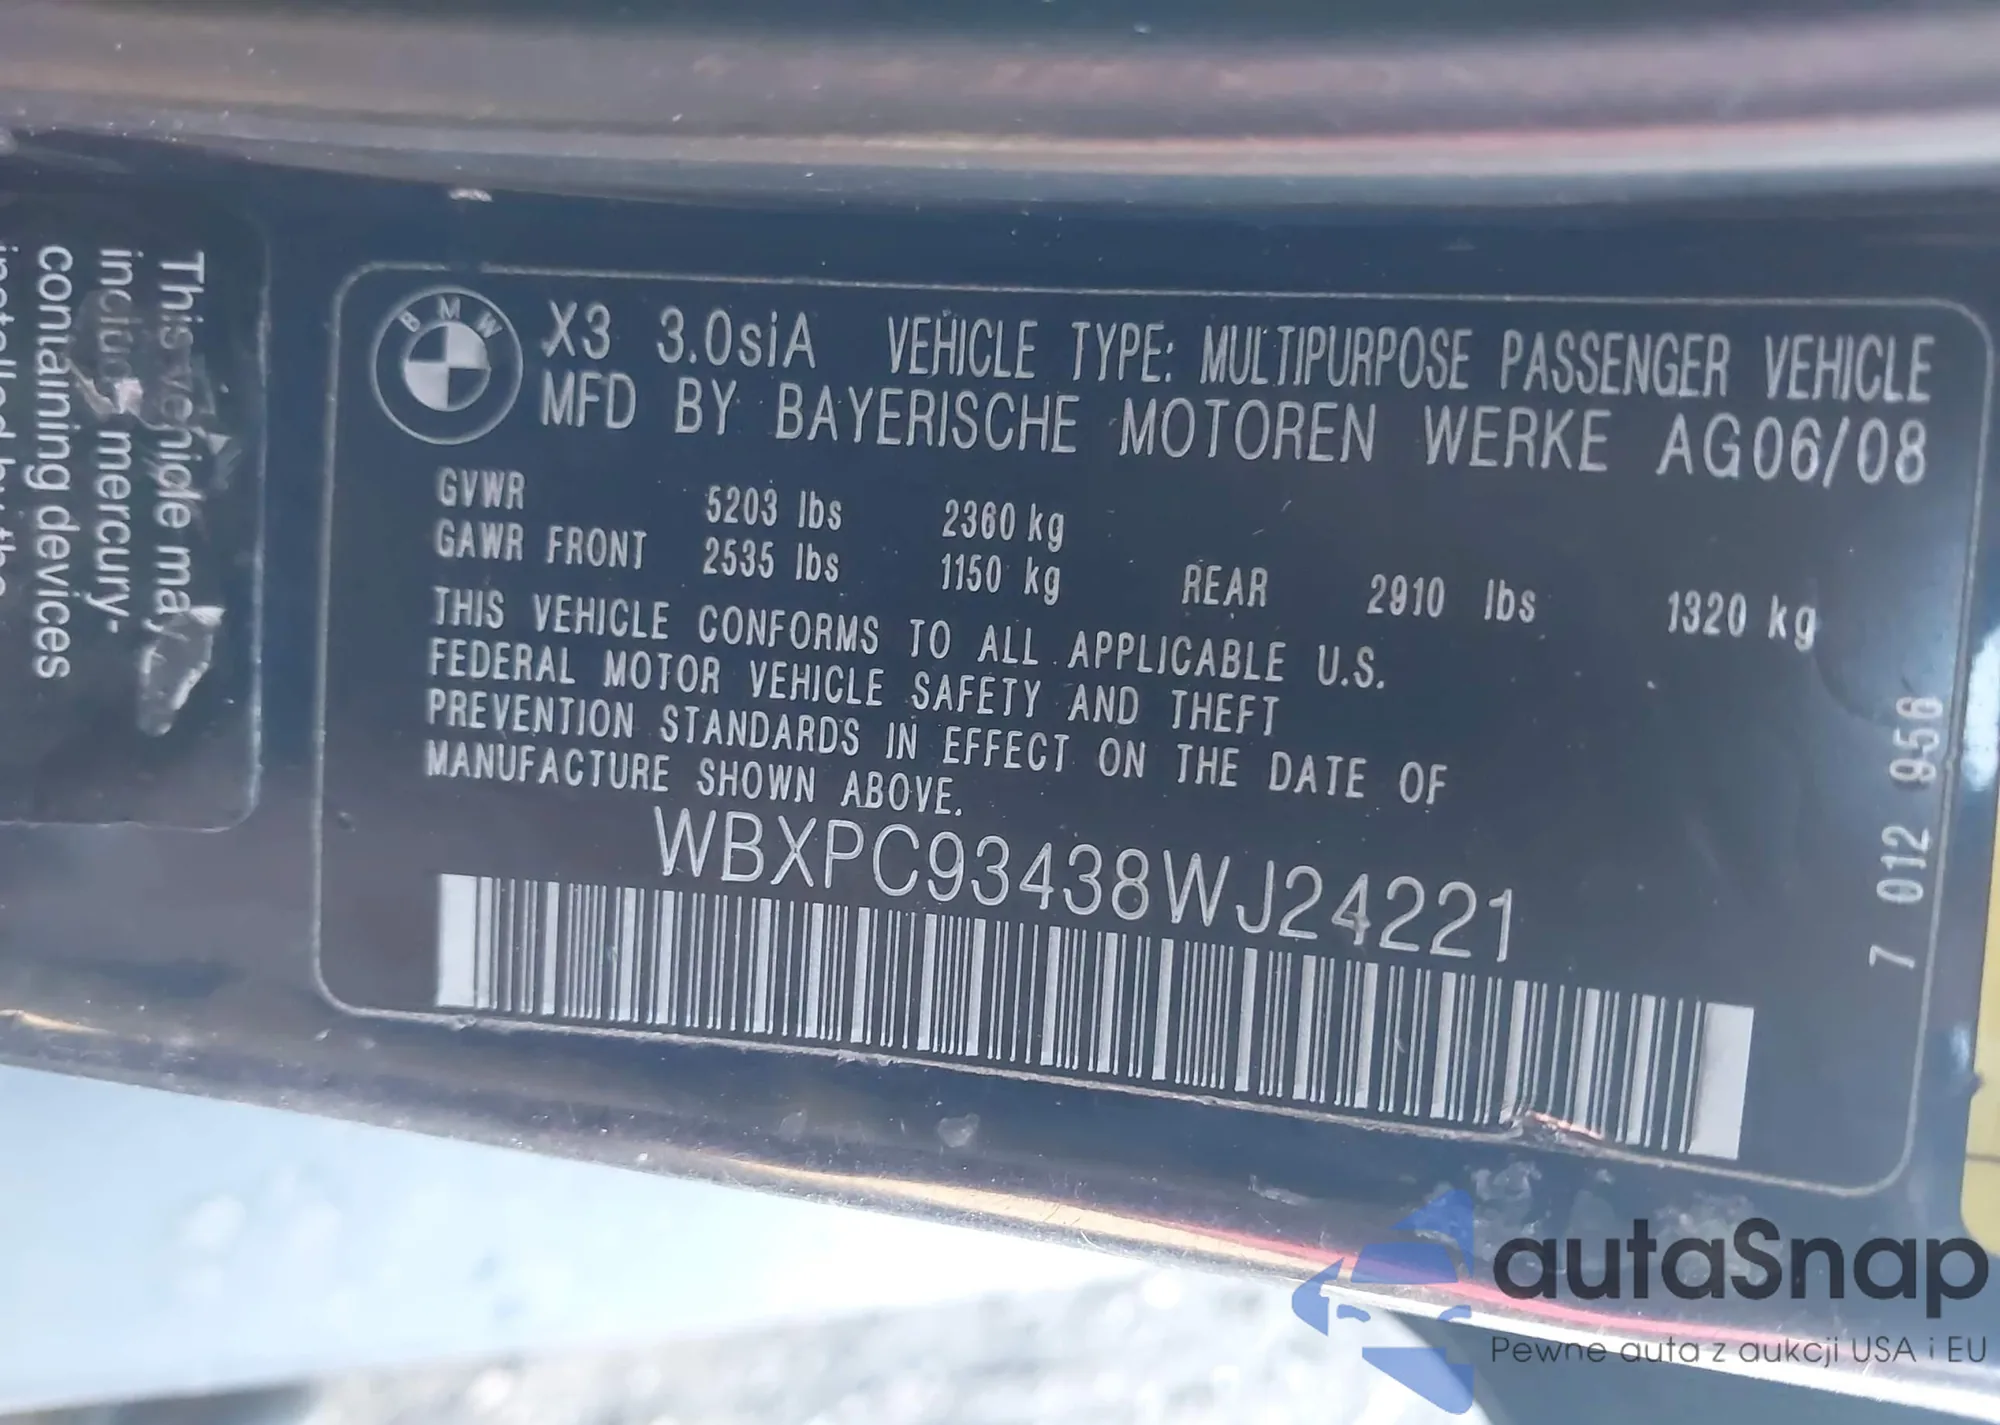 This vehicle may
include mercury-
containing devices
installed by the
BMW
X3 3.0siA VEHICLE TYPE: MULTIPURPOSE PASSENGER VEHICLE
MFD BY BAYERISCHE MOTOREN WERKE AG06/08
GVWR 5203 lbs 2360 kg
GAWR FRONT 2535 lbs 1150 kg REAR 2910 lbs 1320 kg
THIS VEHICLE CONFORMS TO ALL APPLICABLE U.S.
FEDERAL MOTOR VEHICLE SAFETY AND THEFT
PREVENTION STANDARDS IN EFFECT ON THE DATE OF
MANUFACTURE SHOWN ABOVE.
WBXPC93438WJ24221
7 012 956
autaSnap
Pewne auta z aukcji USA i EU